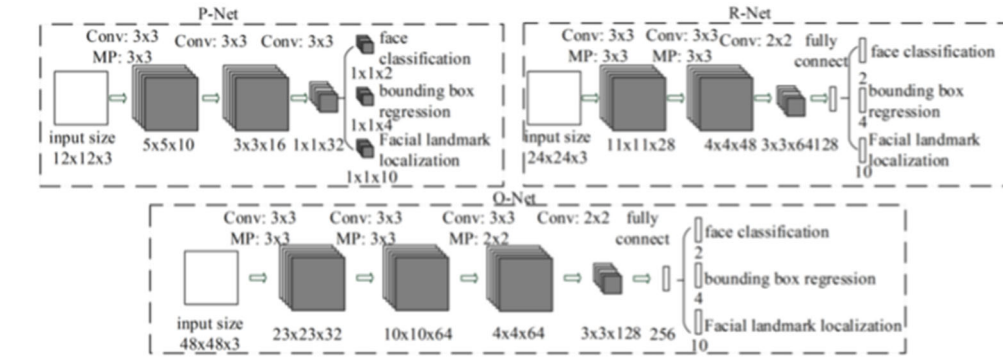 P-Net
Conv: 3x3 Conv: 3x3 Conv: 3x3
MP: 3x3
face
classification
1x1x2
bounding box
regression
1x1x4
Facial landmark
localization
1x1x10
input size
12x12x3
5x5x10
3x3x16
1x1x32
R-Net
Conv: 3x3 Conv: 3x3 Conv: 2x2 fully
MP: 3x3 MP: 3x3 connect
face classification
2
bounding box
regression
4
Facial landmark
localization
10
input size
24x24x3
11x11x28
4x4x48
3x3x64
128
O-Net
Conv: 3x3 Conv: 3x3 Conv: 3x3 Conv: 2x2 fully
MP: 3x3 MP: 3x3 MP: 2x2 connect
face classification
2
bounding box regression
4
Facial landmark localization
10
input size
48x48x3
23x23x32
10x10x64
4x4x64
3x3x128
256